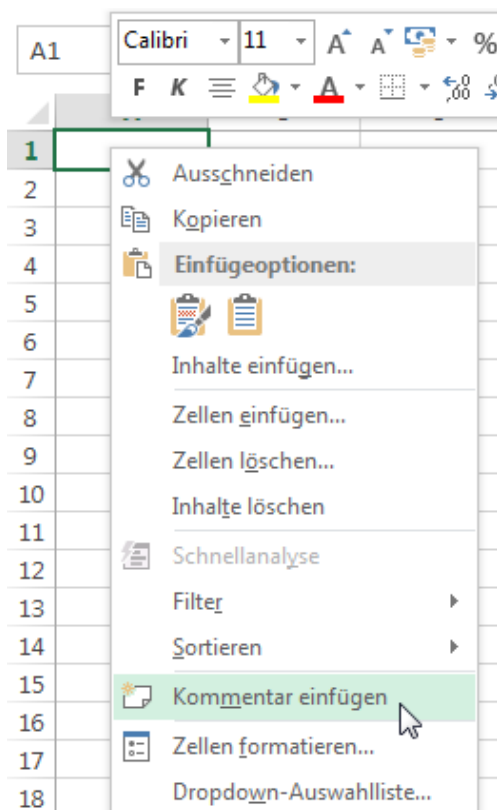 A1
Calibri 11 A A %
F K A
1
2
3
4
5
6
7
8
9
10
11
12
13
14
15
16
17
18
Ausschneiden
Kopieren
Einfügeoptionen:
Inhalte einfügen...
Zellen einfügen...
Zellen löschen...
Inhalte löschen
Schnellanalyse
Filter
Sortieren
Kommentar einfügen
Zellen formatieren...
Dropdown-Auswahlliste...